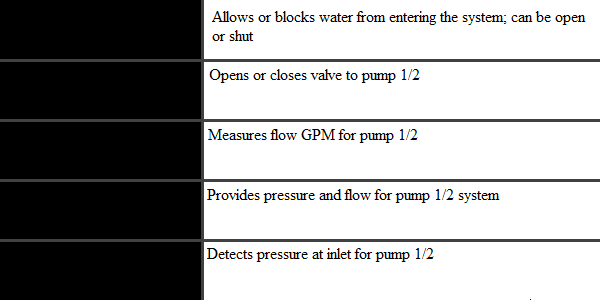 Allows or blocks water from entering the system; can be open
or shut
Opens or closes valve to pump 1/2
Measures flow GPM for pump 1/2
Provides pressure and flow for pump 1/2 system
Detects pressure at inlet for pump 1/2